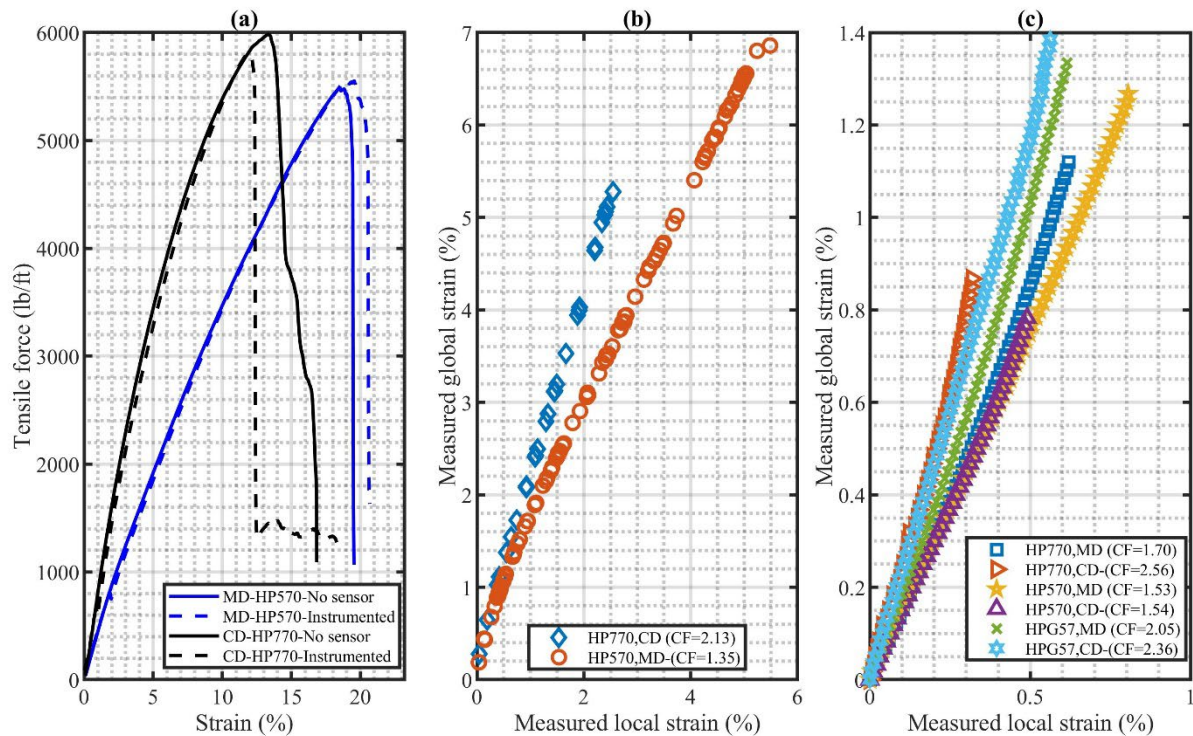 (a)
6000
5000
4000
3000
2000
1000
0
0
5
10
15
20
Tensile force (lb/ft)
Strain (%)
MD-HP570-No sensor
MD-HP570-Instrumented
CD-HP770-No sensor
CD-HP770-Instrumented
(b)
7
6
5
4
3
2
1
0
0
2
4
6
Measured global strain (%)
Measured local strain (%)
HP770,CD (CF=2.13)
HP570,MD-(CF=1.35)
(c)
1.4
1.2
1
0.8
0.6
0.4
0.2
0
0
0.5
1
Measured global strain (%)
Measured local strain (%)
HP770,MD (CF=1.70)
HP770,CD-(CF=2.56)
HP570,MD (CF=1.53)
HP570,CD-(CF=1.54)
HPG57,MD (CF=2.05)
HPG57,CD-(CF=2.36)